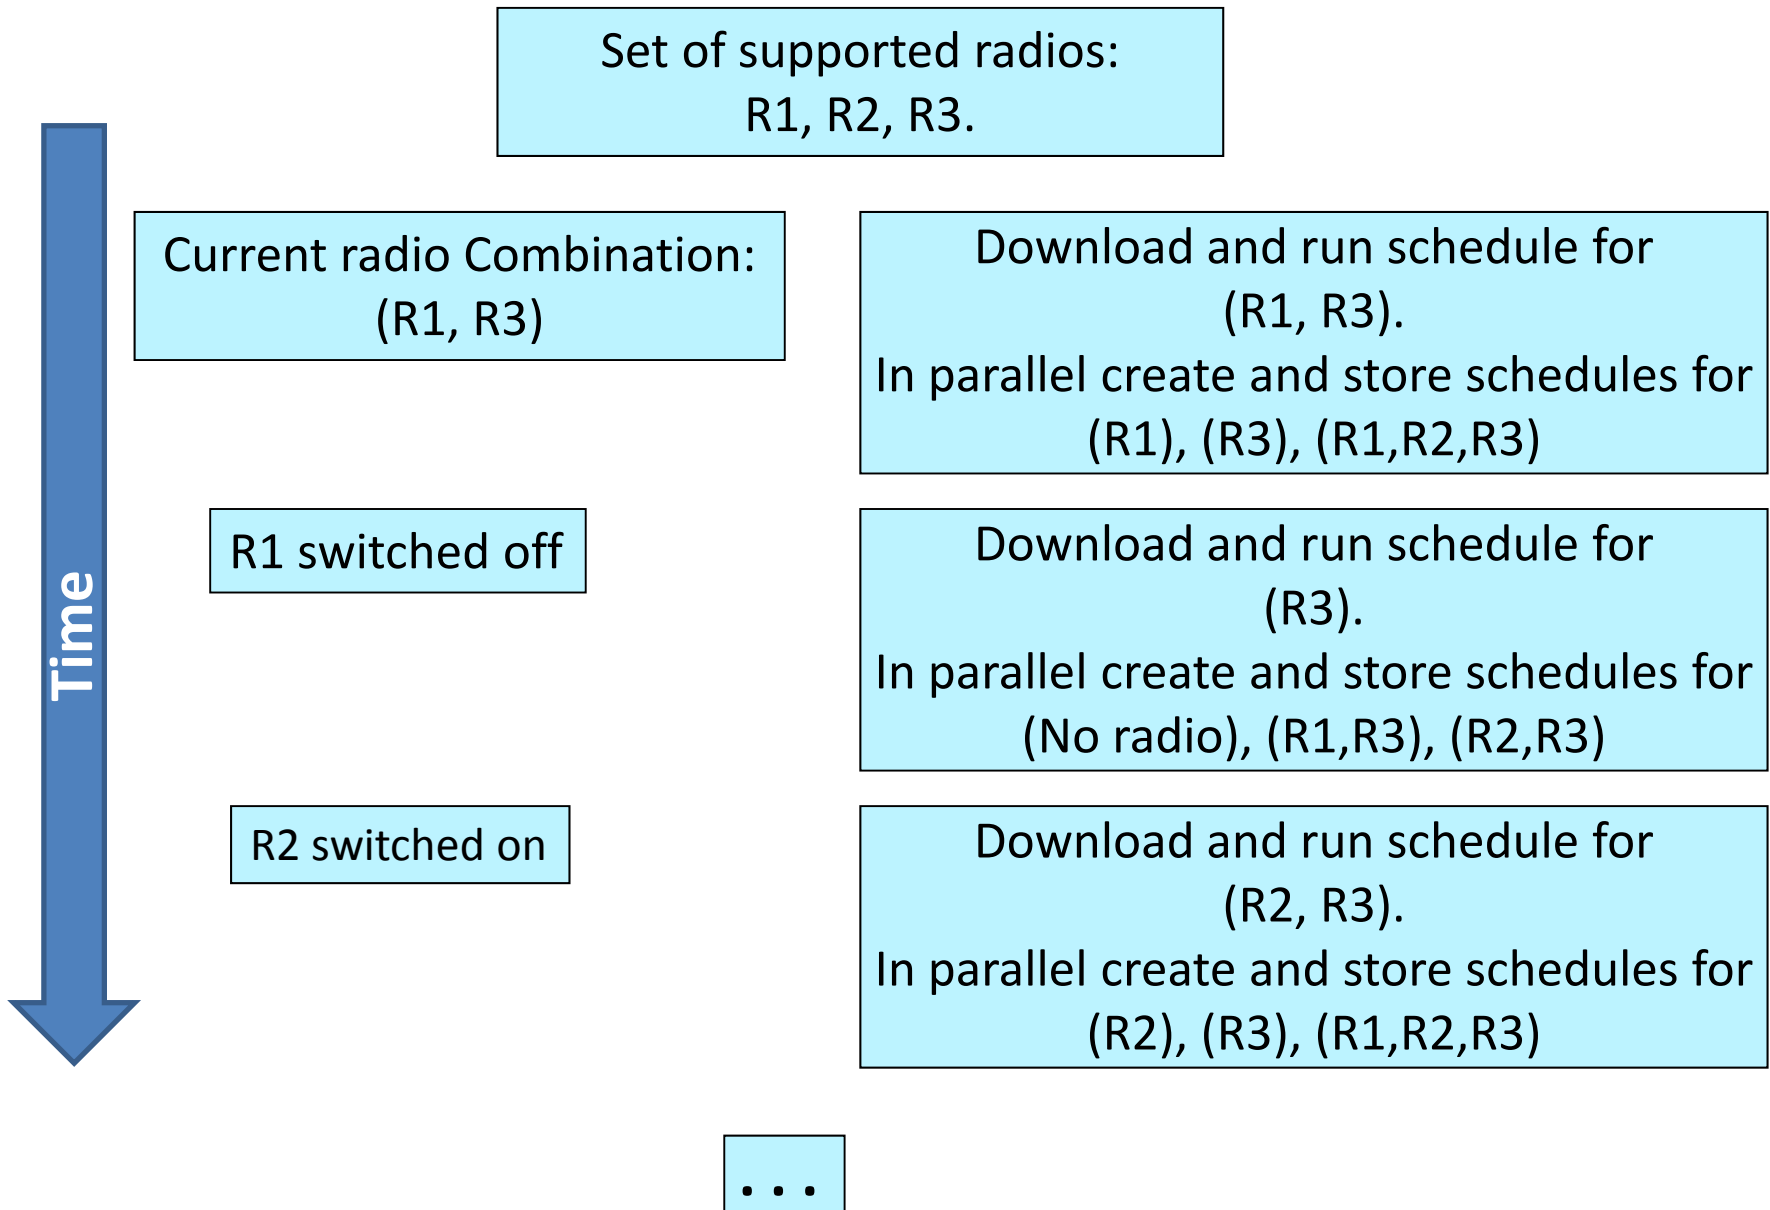 Set of supported radios:
R1, R2, R3.
Current radio Combination:
(R1, R3)
Download and run schedule for
(R1, R3).
In parallel create and store schedules for
(R1), (R3), (R1,R2,R3)
Time
R1 switched off
Download and run schedule for
(R3).
In parallel create and store schedules for
(No radio), (R1,R3), (R2,R3)
R2 switched on
Download and run schedule for
(R2, R3).
In parallel create and store schedules for
(R2), (R3), (R1,R2,R3)
...